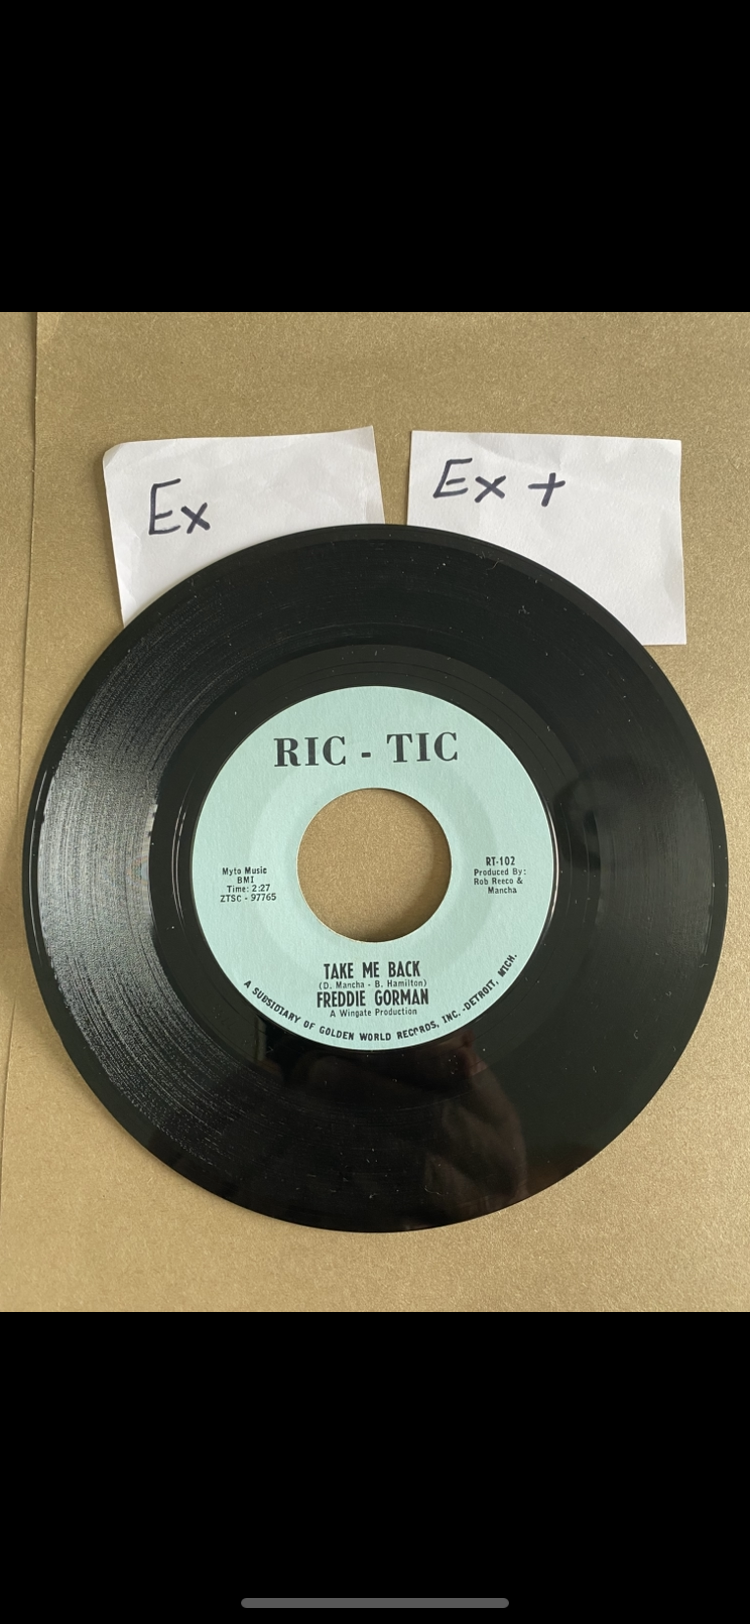 Ex
Ex +
RIC - TIC
Myto Music
BMI
Time: 2:27
ZTSC - 97765
RT-102
Produced By:
Rob Reeco &
Mancha
TAKE ME BACK
(D. Mancha - B. Hamilton)
FREDDIE GORMAN
A Wingate Production
A SUBSIDIARY OF GOLDEN WORLD RECORDS, INC. -DETROIT, MICH.